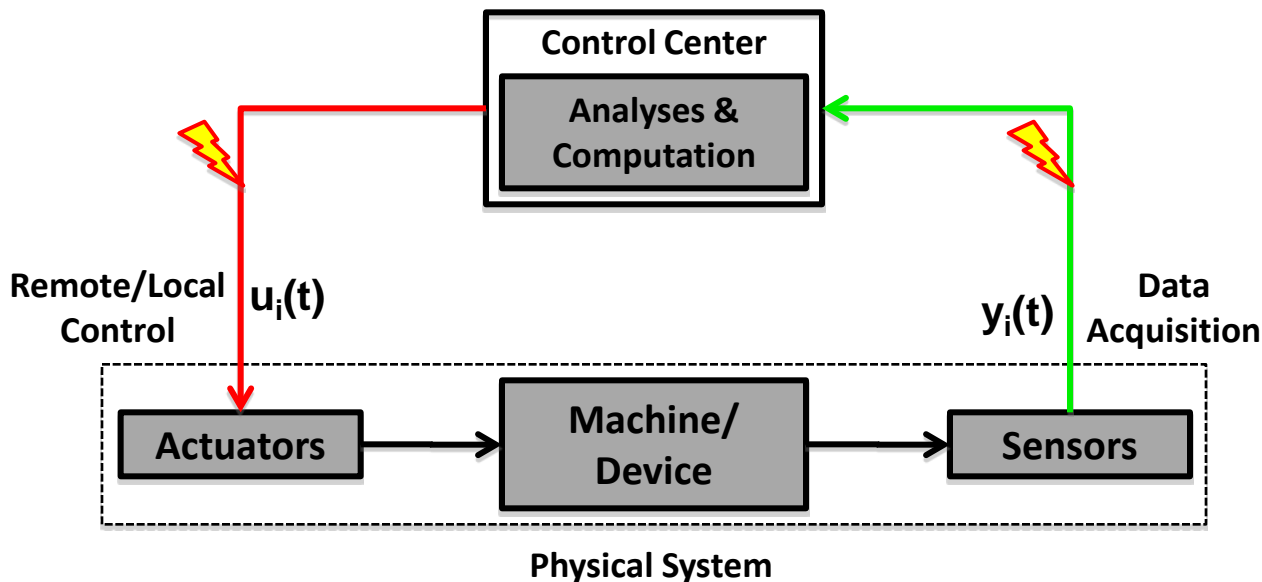 Control Center
Analyses &
Computation
Remote/Local
Control
uᵢ(t)
yᵢ(t)
Data
Acquisition
Actuators
Machine/
Device
Sensors
Physical System